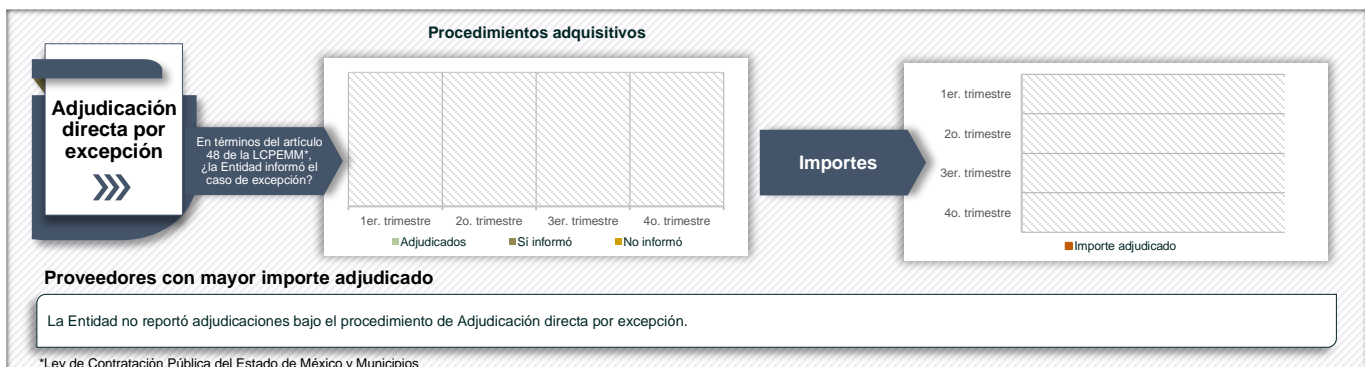 Procedimientos adquisitivos
Adjudicación
directa por
excepción
En términos del artículo
48 de la LCPEMM*,
¿la Entidad informó el
caso de excepción?
1er. trimestre 2o. trimestre 3er. trimestre 4o. trimestre
Adjudicados Sí informó No informó
Importes
1er. trimestre
2o. trimestre
3er. trimestre
4o. trimestre
Importe adjudicado
Proveedores con mayor importe adjudicado
La Entidad no reportó adjudicaciones bajo el procedimiento de Adjudicación directa por excepción.
*Ley de Contratación Pública del Estado de México y Municipios